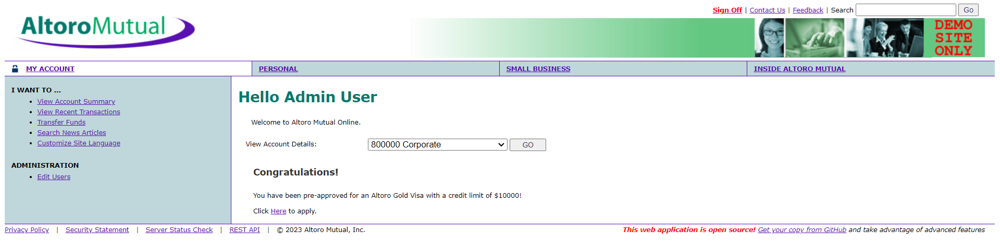 Sign Off | Contact Us | Feedback | Search Go
AltoroMutual
DEMO
SITE
ONLY
MY ACCOUNT PERSONAL SMALL BUSINESS INSIDE ALTORO MUTUAL
I WANT TO ...
• View Account Summary
• View Recent Transactions
• Transfer Funds
• Search News Articles
• Customize Site Language
ADMINISTRATION
• Edit Users
Hello Admin User
Welcome to Altoro Mutual Online.
View Account Details: 800000 Corporate GO
Congratulations!
You have been pre-approved for an Altoro Gold Visa with a credit limit of $10000!
Click Here to apply.
Privacy Policy | Security Statement | Server Status Check | REST API | © 2023 Altoro Mutual, Inc. This web application is open source! Get your copy from GitHub and take advantage of advanced features